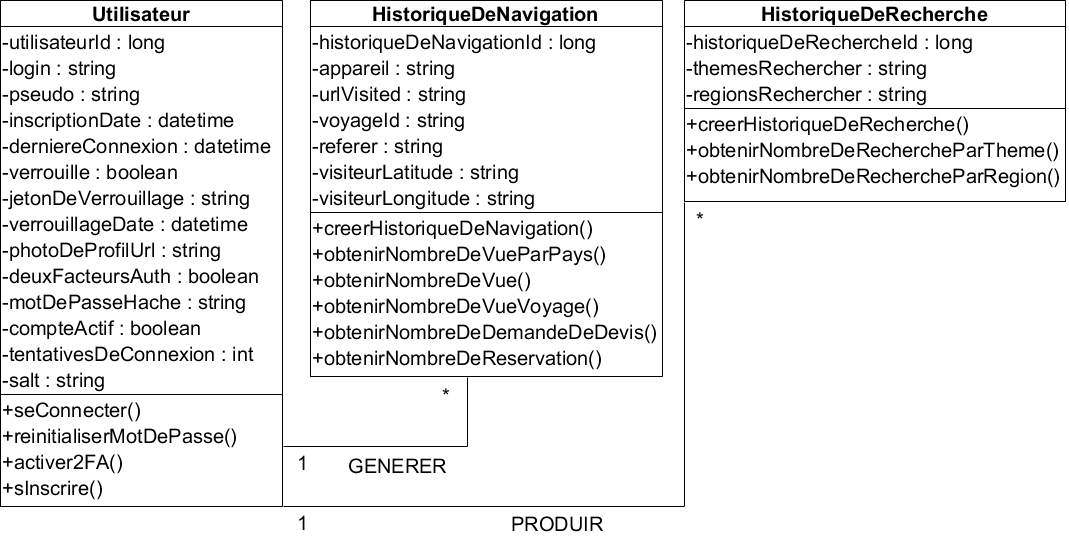 Utilisateur
-utilisateurId : long
-login : string
-pseudo : string
-inscriptionDate : datetime
-derniereConnexion : datetime
-verrouille : boolean
-jetonDeVerrouillage : string
-verrouillageDate : datetime
-photoDeProfilUrl : string
-deuxFacteursAuth : boolean
-motDePasseHache : string
-compteActif : boolean
-tentativesDeConnexion : int
-salt : string
+seConnecter()
+reinitialiserMotDePasse()
+activer2FA()
+sInscrire()
HistoriqueDeNavigation
-historiqueDeNavigationId : long
-appareil : string
-urlVisited : string
-voyageId : string
-referer : string
-visiteurLatitude : string
-visiteurLongitude : string
+creerHistoriqueDeNavigation()
+obtenirNombreDeVueParPays()
+obtenirNombreDeVue()
+obtenirNombreDeVueVoyage()
+obtenirNombreDeDemandeDeDevis()
+obtenirNombreDeReservation()
HistoriqueDeRecherche
-historiqueDeRechercheId : long
-themesRechercher : string
-regionsRechercher : string
+creerHistoriqueDeRecherche()
+obtenirNombreDeRechercheParTheme()
+obtenirNombreDeRechercheParRegion()
*
*
1 GENERER
1 PRODUIR